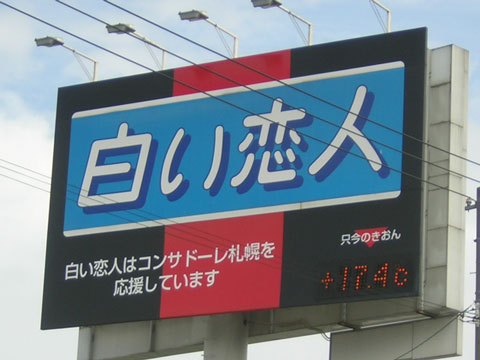 白い恋人
白い恋人はコンサドーレ札幌を
応援しています
只今のきおん
+17.4c